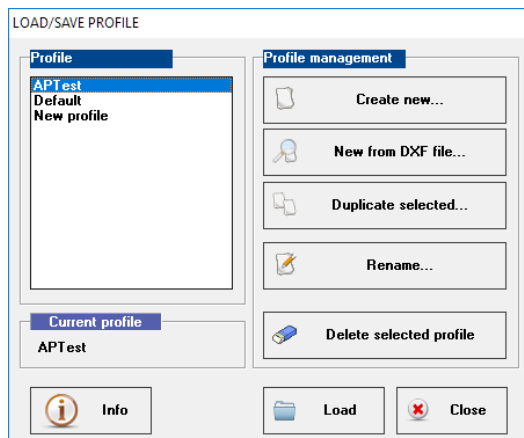 LOAD/SAVE PROFILE
Profile
APTest
Default
New profile
Current profile
APTest
Profile management
Create new...
New from DXF file...
Duplicate selected...
Rename...
Delete selected profile
Info
Load
Close